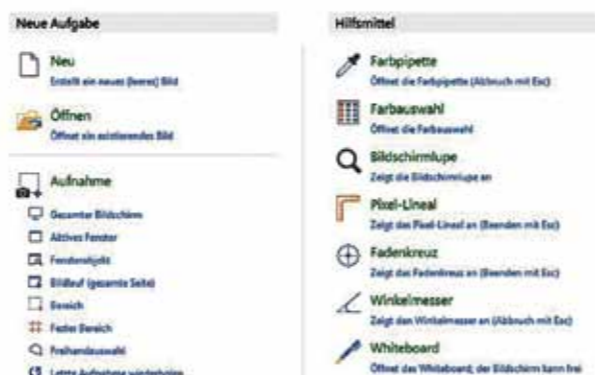 Neue Aufgabe
Neu
Erstellt ein neues (leeres) Bild
Öffnen
Öffnet ein existierendes Bild
Aufnahme
Gesamter Bildschirm
Aktives Fenster
Fensterobjekt
Bildlauf (gesamte Seite)
Bereich
Fester Bereich
Freihandauswahl
Letzte Aufnahme wiederholen
Hilfsmittel
Farbpipette
Öffnet die Farbpipette (Abbruch mit Esc)
Farbauswahl
Öffnet die Farbauswahl
Bildschirmlupe
Zeigt die Bildschirmlupe an
Pixel-Lineal
Zeigt das Pixel-Lineal an (Beenden mit Esc)
Fadenkreuz
Zeigt das Fadenkreuz an (Beenden mit Esc)
Winkelmesser
Zeigt den Winkelmesser an (Abbruch mit Esc)
Whiteboard
Öffnet das Whiteboard; der Bildschirm kann frei